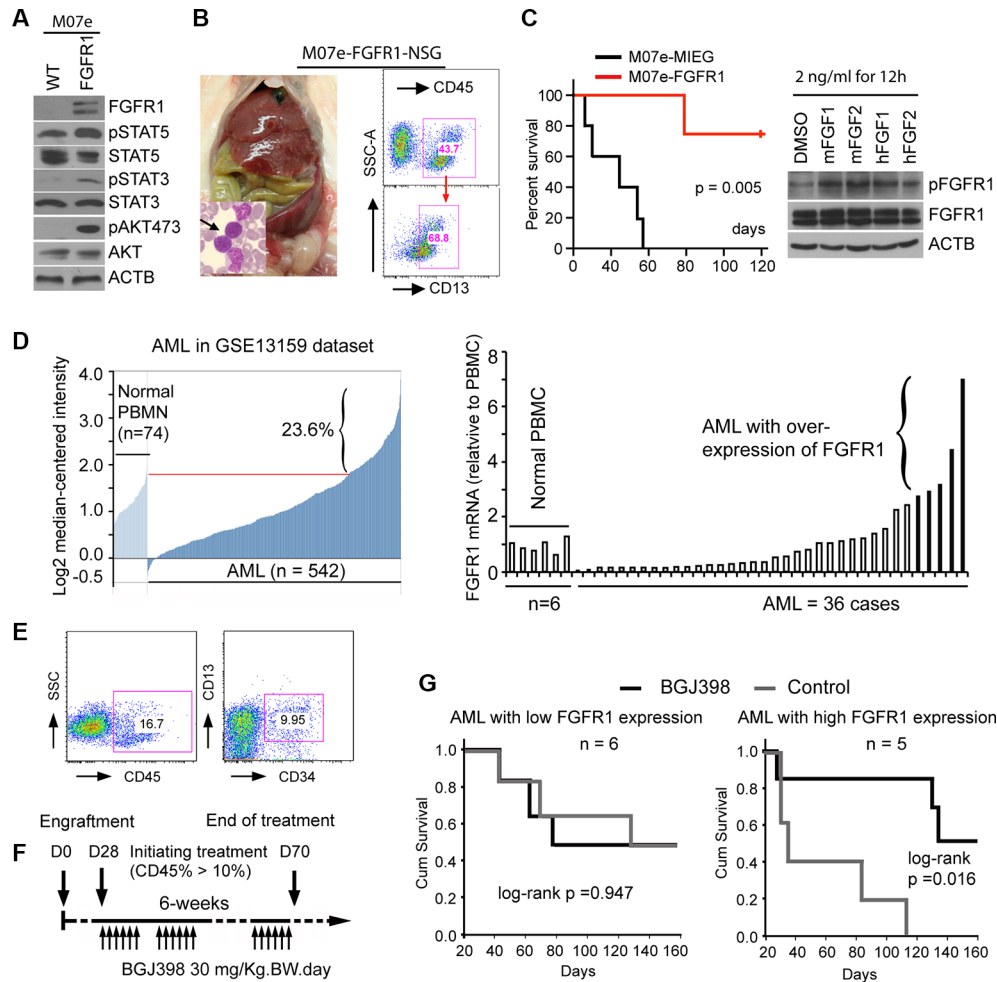 A
M07e
WT
FGFR1
FGFR1
pSTAT5
STAT5
pSTAT3
STAT3
pAKT473
AKT
ACTB
B
M07e-FGFR1-NSG
CD45
SSC-A
43.7
68.8
CD13
C
M07e-MIEG
M07e-FGFR1
Percent survival
100
80
60
40
20
0
p = 0.005
days
0 20 40 60 80 100 120
2 ng/ml for 12h
DMSO
mFGF1
mFGF2
hFGF1
hFGF2
pFGFR1
FGFR1
ACTB
D
AML in GSE13159 dataset
Log2 median-centered intensity
4.0
3.0
2.0
1.0
0.0
-0.5
Normal
PBMN
(n=74)
23.6%
AML (n = 542)
FGFR1 mRNA (relative to PBMC)
8
6
4
2
0
Normal PBMC
AML with over-
expression of FGFR1
n=6
AML = 36 cases
E
SSC
16.7
CD45
CD13
9.95
CD34
F
Engraftment
End of treatment
D0
D28
Initiating treatment
(CD45% > 10%)
D70
6-weeks
BGJ398 30 mg/Kg.BW.day
G
BGJ398
Control
AML with low FGFR1 expression
n = 6
Cum Survival
1.0
0.8
0.6
0.4
0.2
0.0
log-rank p =0.947
20 40 60 80 100 120 140 160
Days
AML with high FGFR1 expression
n = 5
Cum Survival
1.0
0.8
0.6
0.4
0.2
0.0
log-rank
p =0.016
20 40 60 80 100 120 140 160
Days